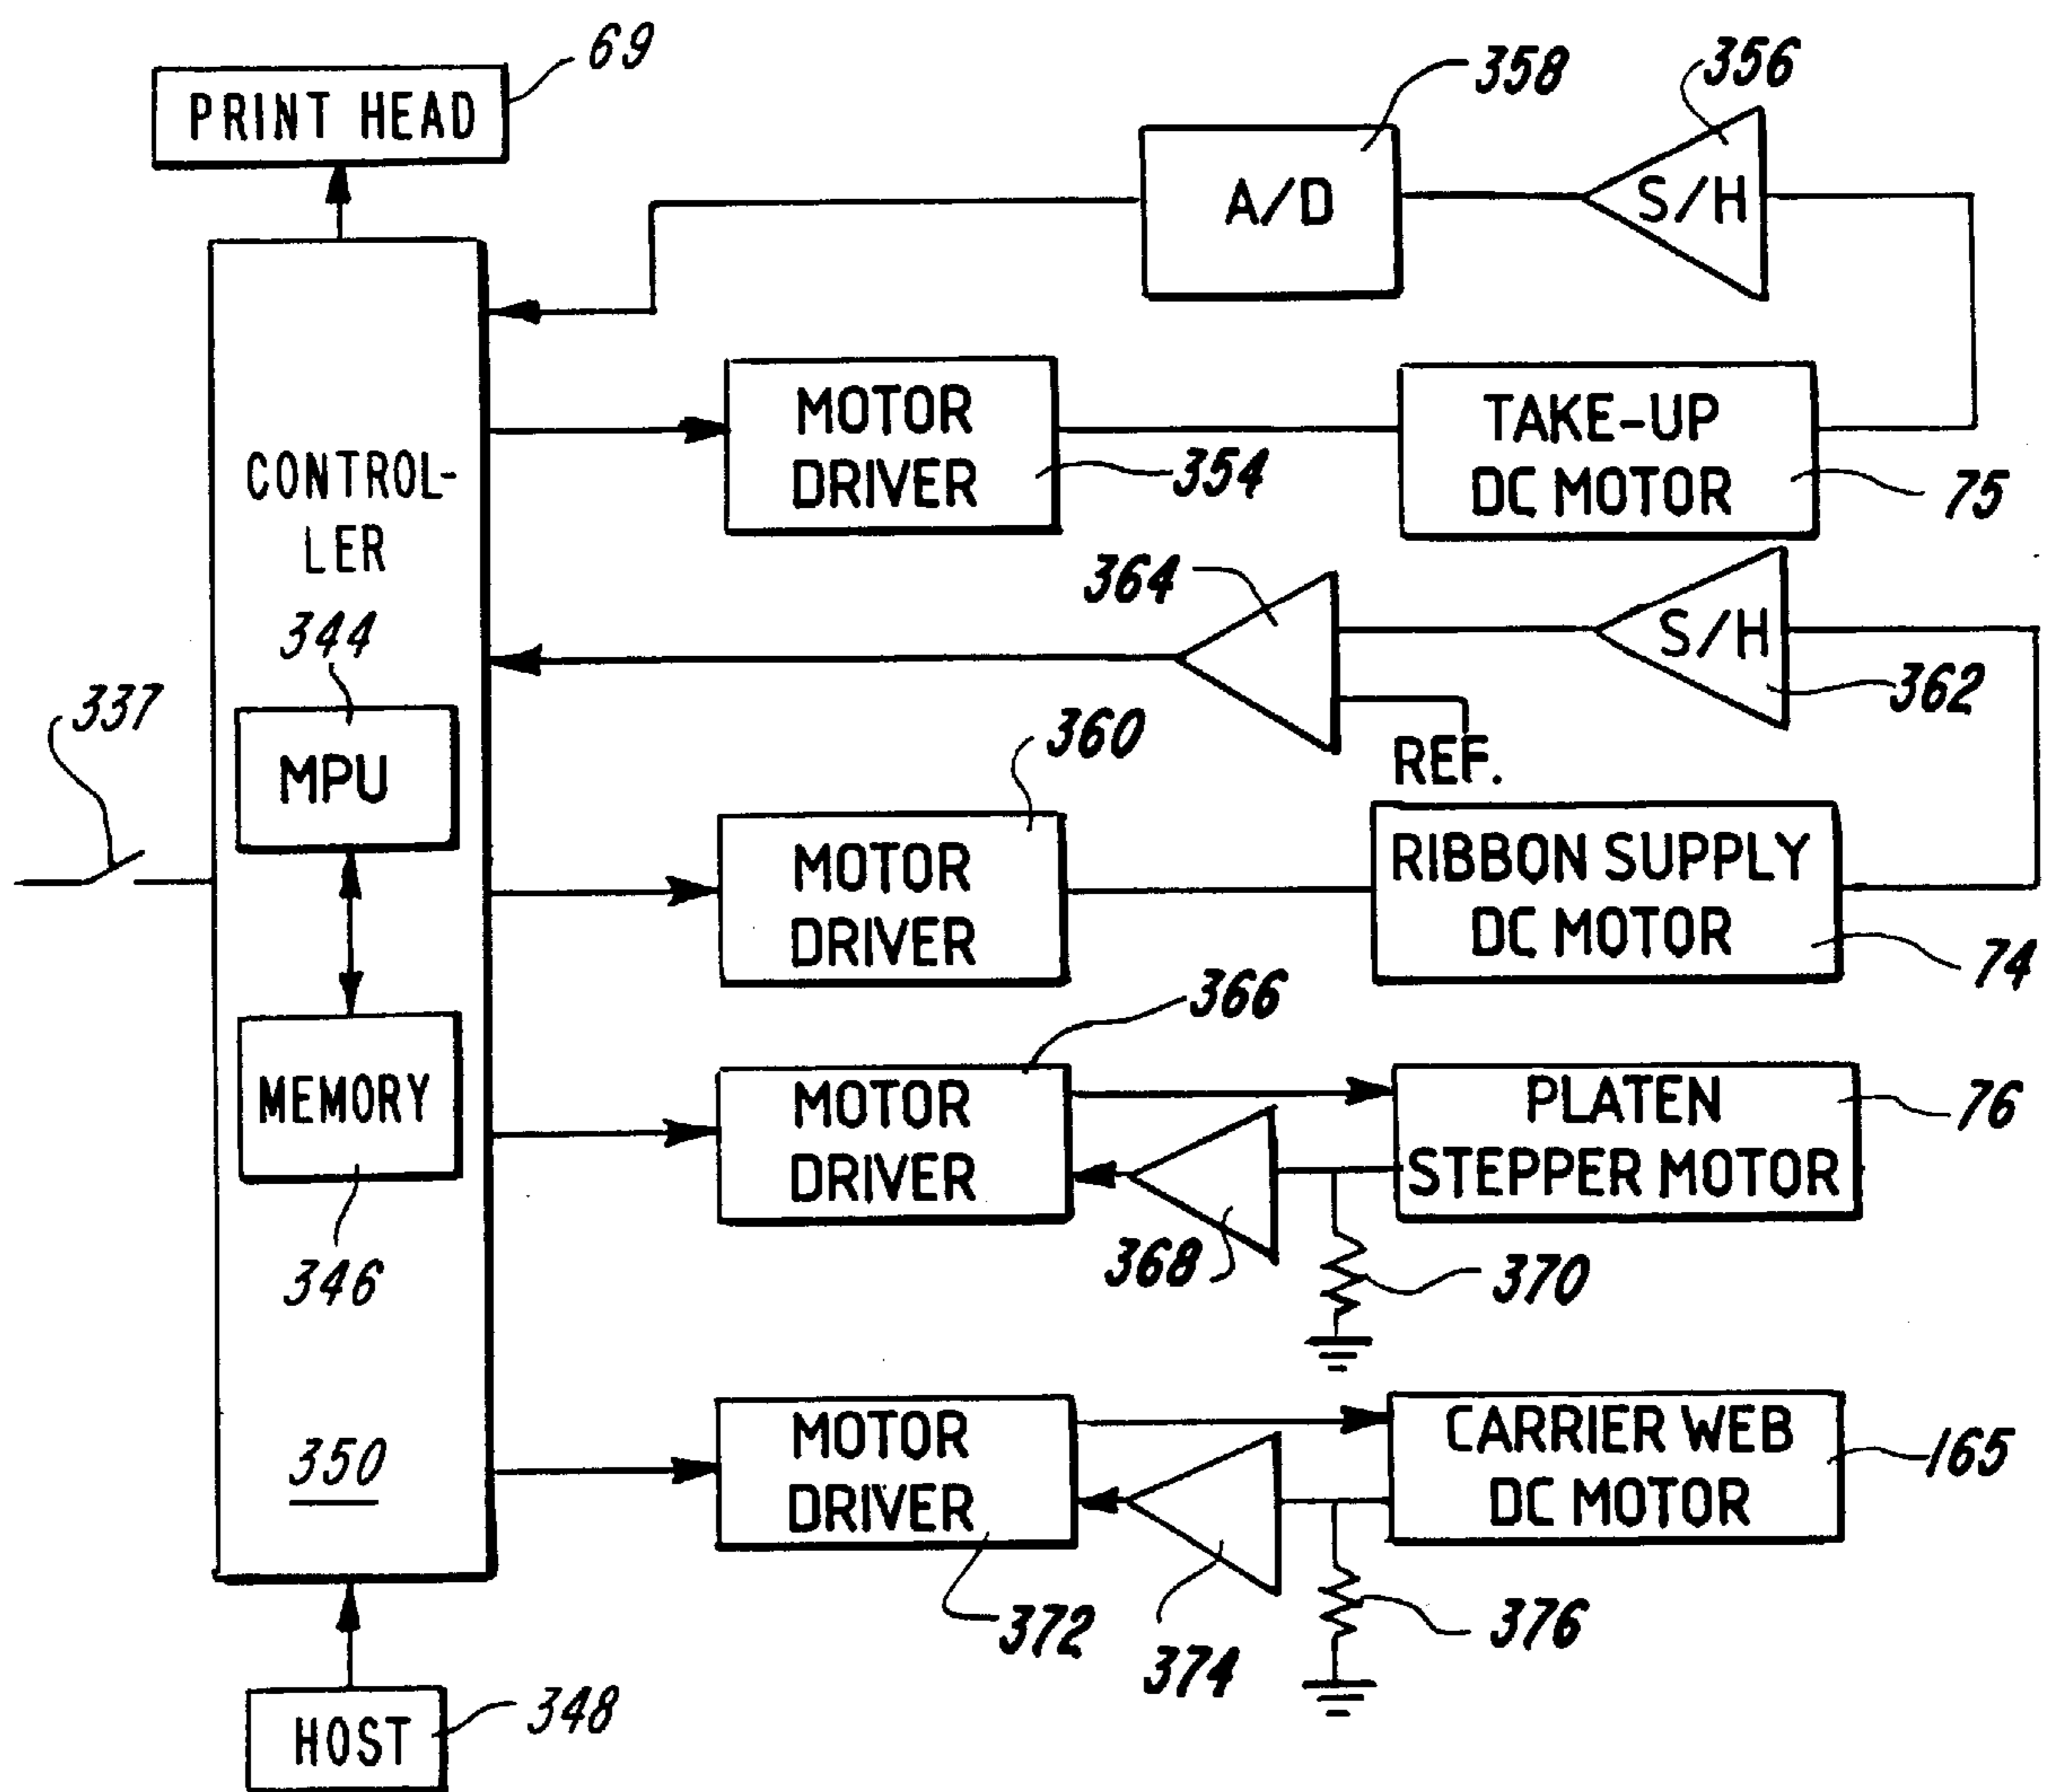 69
PRINT HEAD
358
356
A/D
S/H
MOTOR
DRIVER
354
TAKE-UP
DC MOTOR
75
CONTROL-
LER
364
S/H
362
REF.
344
MPU
337
360
MOTOR
DRIVER
RIBBON SUPPLY
DC MOTOR
74
366
MEMORY
346
MOTOR
DRIVER
368
370
PLATEN
STEPPER MOTOR
76
350
MOTOR
DRIVER
372
374
376
CARRIER WEB
DC MOTOR
165
HOST
348